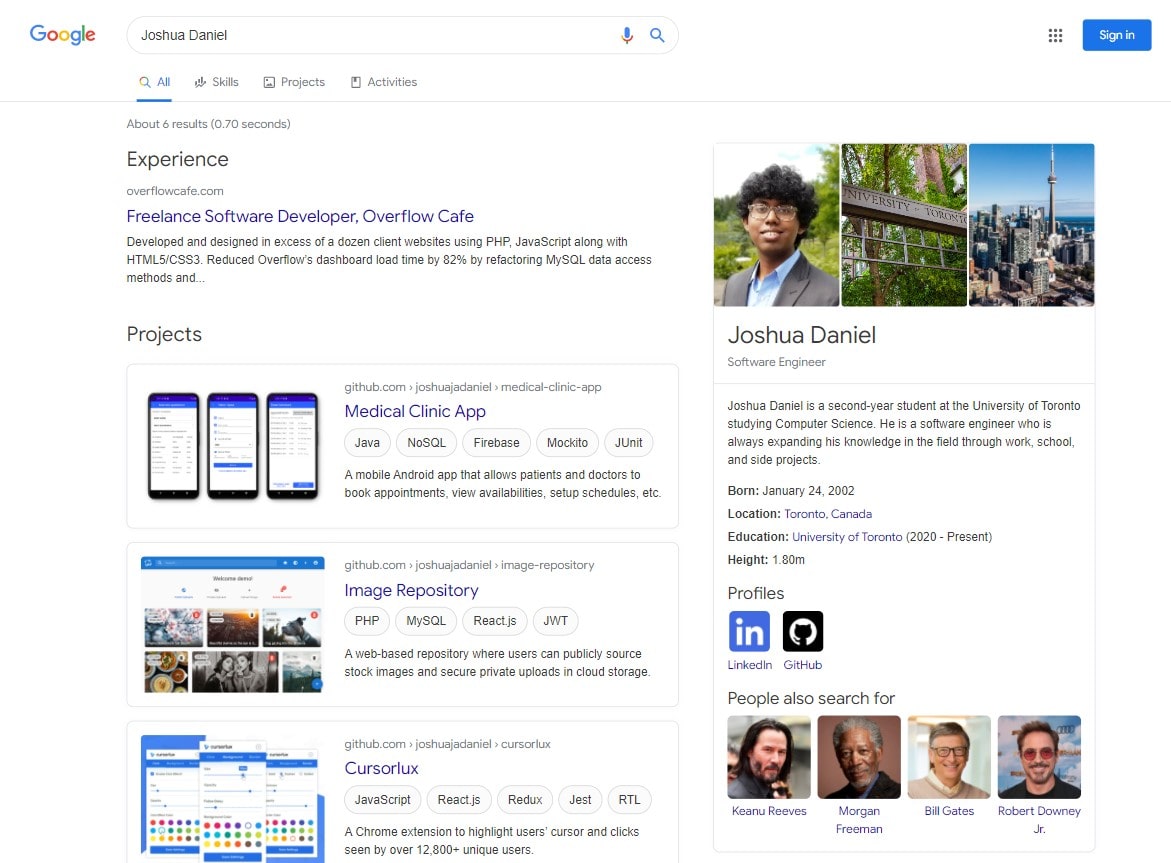 Google
Joshua Daniel
Sign in
All
Skills
Projects
Activities
About 6 results (0.70 seconds)
Experience
overflowcafe.com
Freelance Software Developer, Overflow Cafe
Developed and designed in excess of a dozen client websites using PHP, JavaScript along with
HTML5/CSS3. Reduced Overflow's dashboard load time by 82% by refactoring MySQL data access
methods and...
Projects
github.com › joshuajadaniel › medical-clinic-app
Medical Clinic App
Java NoSQL Firebase Mockito JUnit
A mobile Android app that allows patients and doctors to
book appointments, view availabilities, setup schedules, etc.
Welcome demo!
github.com › joshuajadaniel › image-repository
Image Repository
PHP MySQL React.js JWT
A web-based repository where users can publicly source
stock images and secure private uploads in cloud storage.
cursorlux
github.com › joshuajadaniel › cursorlux
Cursorlux
JavaScript React.js Redux Jest RTL
A Chrome extension to highlight users' cursor and clicks
seen by over 12,800+ unique users.
UNIVERSITY OF TORONTO
Joshua Daniel
Software Engineer
Joshua Daniel is a second-year student at the University of Toronto
studying Computer Science. He is a software engineer who is
always expanding his knowledge in the field through work, school,
and side projects.
Born: January 24, 2002
Location: Toronto, Canada
Education: University of Toronto (2020 - Present)
Height: 1.80m
Profiles
in
LinkedIn GitHub
People also search for
Keanu Reeves
Morgan
Freeman
Bill Gates
Robert Downey
Jr.